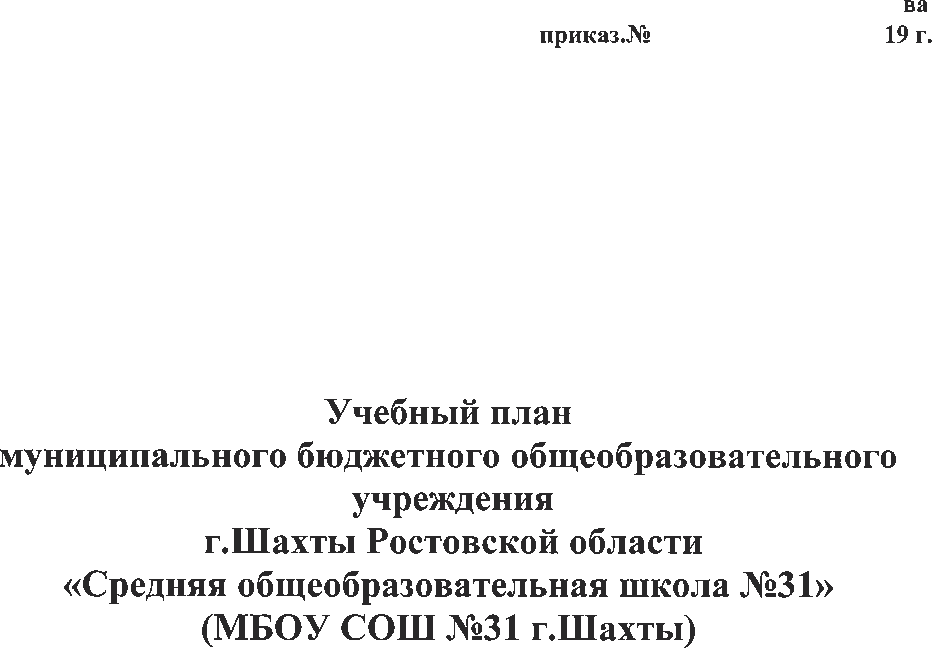 ва
приказ.№ 19 г.
Учебный план
муниципального бюджетного общеобразовательного
учреждения
г.Шахты Ростовской области
«Средняя общеобразовательная школа №31»
(МБОУ СОШ №31 г.Шахты)